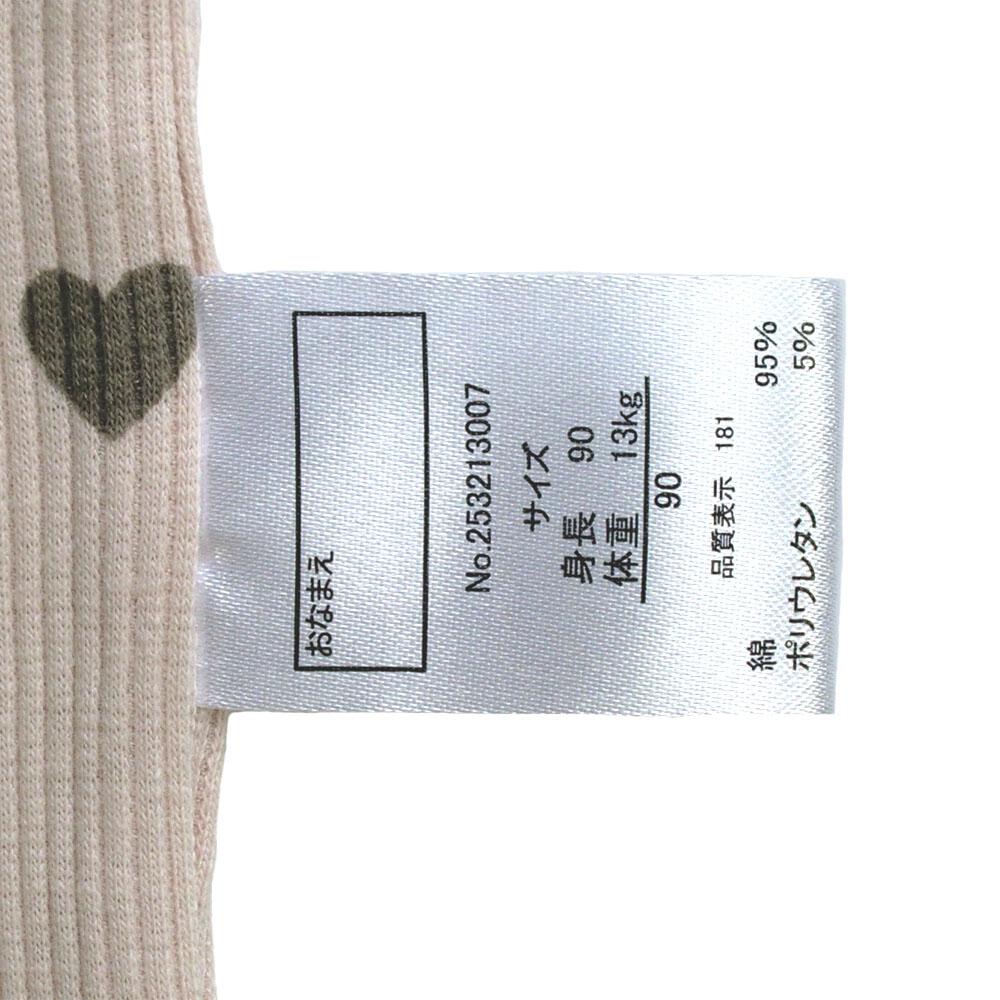 おなまえ
No.253213007
サイズ
身長 90
体重 13kg
90
品質表示 181
綿 95%
ポリウレタン 5%